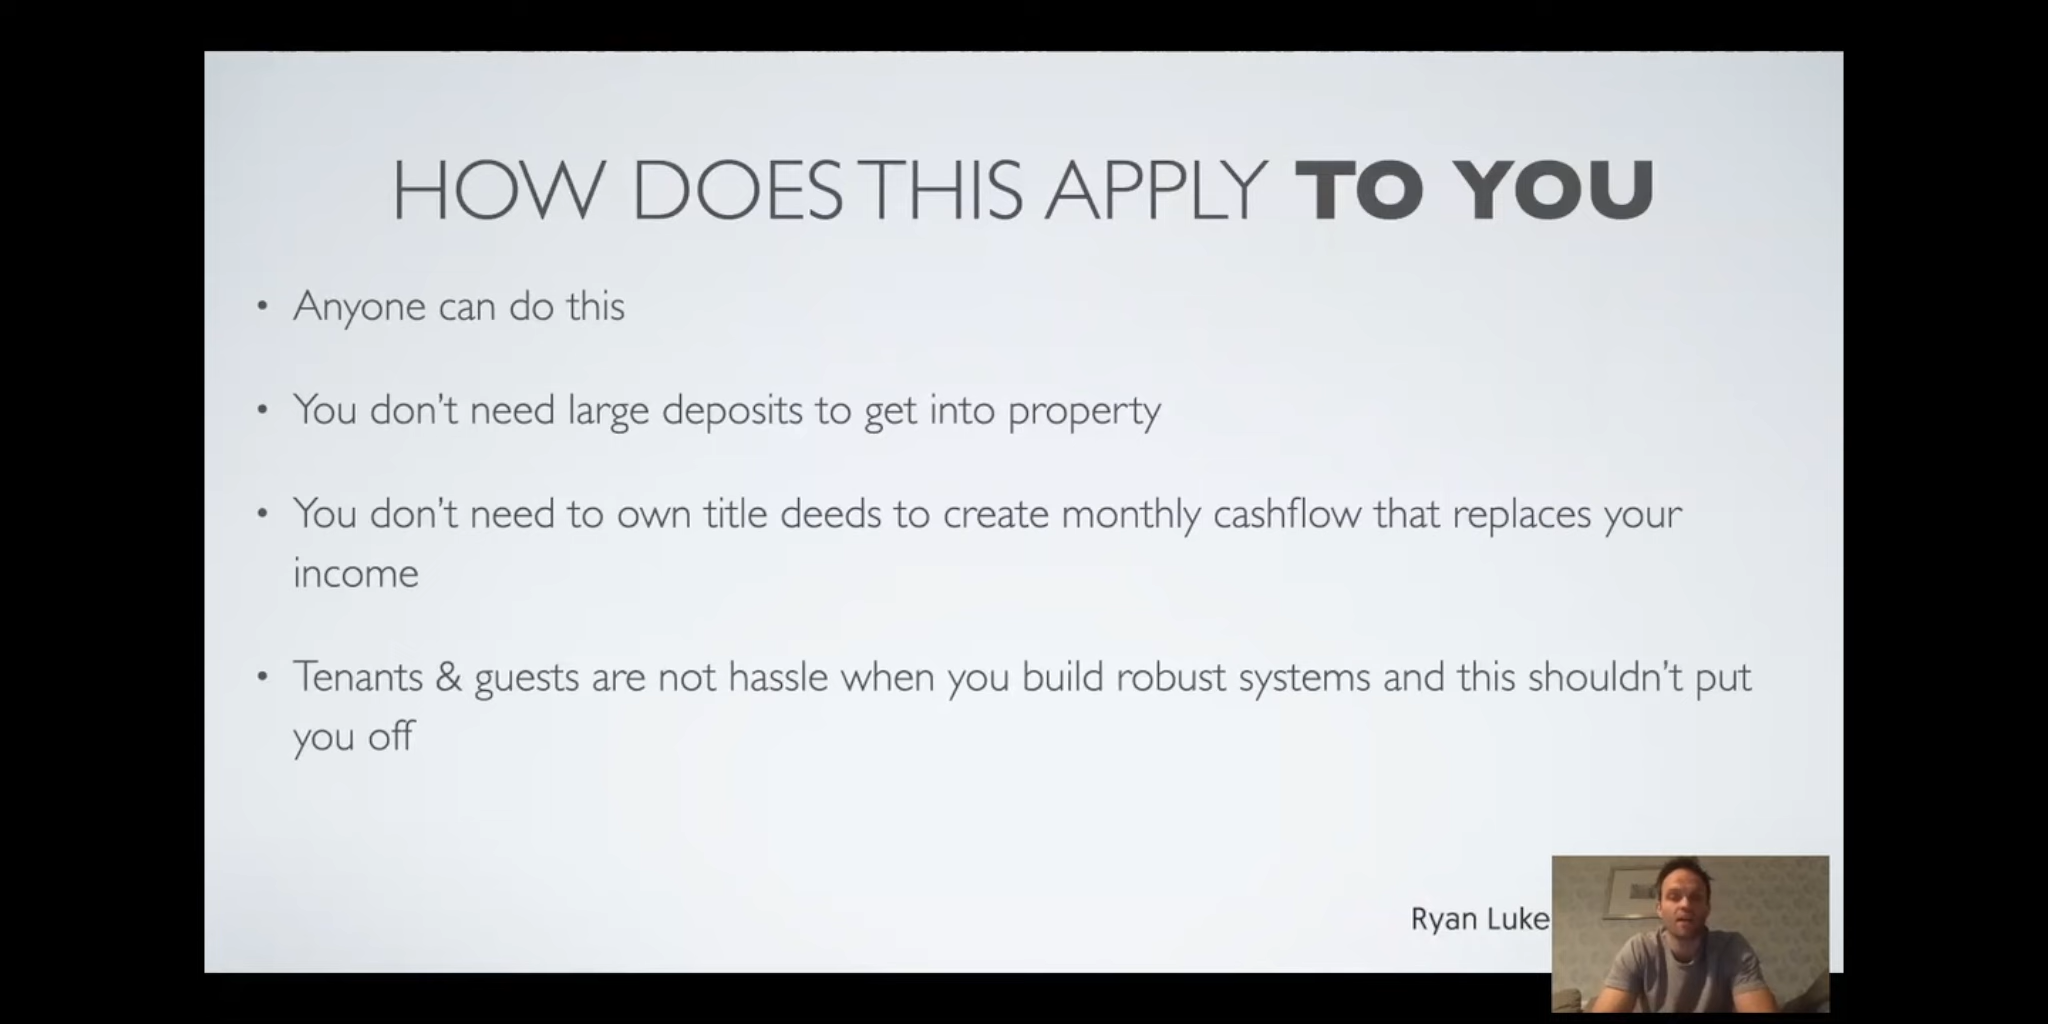 HOW DOES THIS APPLY TO YOU
• Anyone can do this
• You don't need large deposits to get into property
• You don't need to own title deeds to create monthly cashflow that replaces your
income
• Tenants & guests are not hassle when you build robust systems and this shouldn't put
you off
Ryan Luke